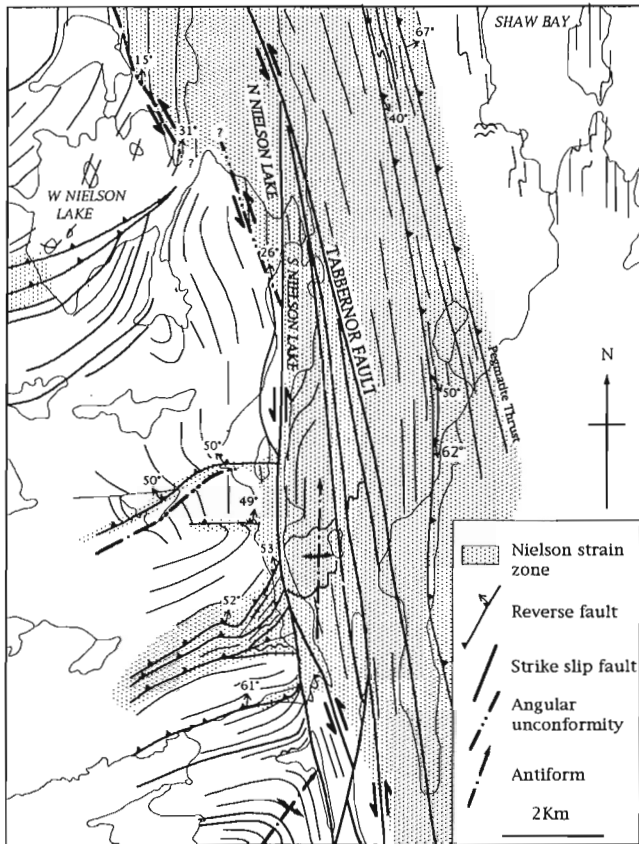 SHAW BAY
67°
15°
40°
31°
?
?
?
N NIELSON LAKE
W NIELSON
LAKE
26°
S NIELSON LAKE
TABBERNOR FAULT
Pegmatite Thrust
N
50°
62°
50°
50°
49°
53°
52°
61°
Nielson strain
zone
Reverse fault
Strike slip fault
Angular
unconformity
Antiform
2Km